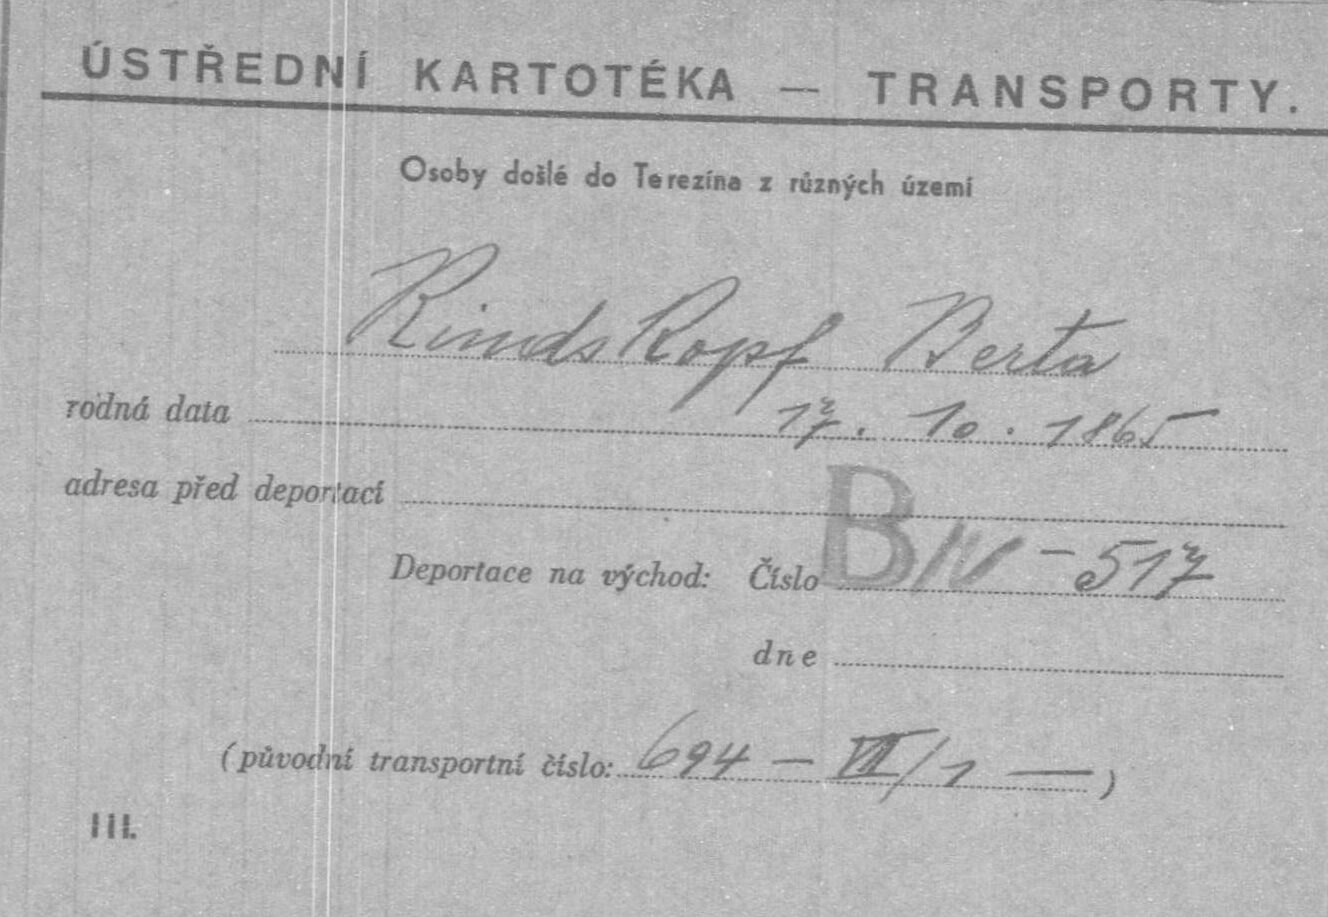 ÚSTŘEDNÍ KARTOTÉKA — TRANSPORTY.
Osoby došlé do Terezína z různých území
Rindskopf Berta
rodná data 17. 10. 1865
adresa před deportací
Deportace na východ: Číslo B/IV - 517
dne
(původní transportní číslo: 694 - VII/1 — )
III.